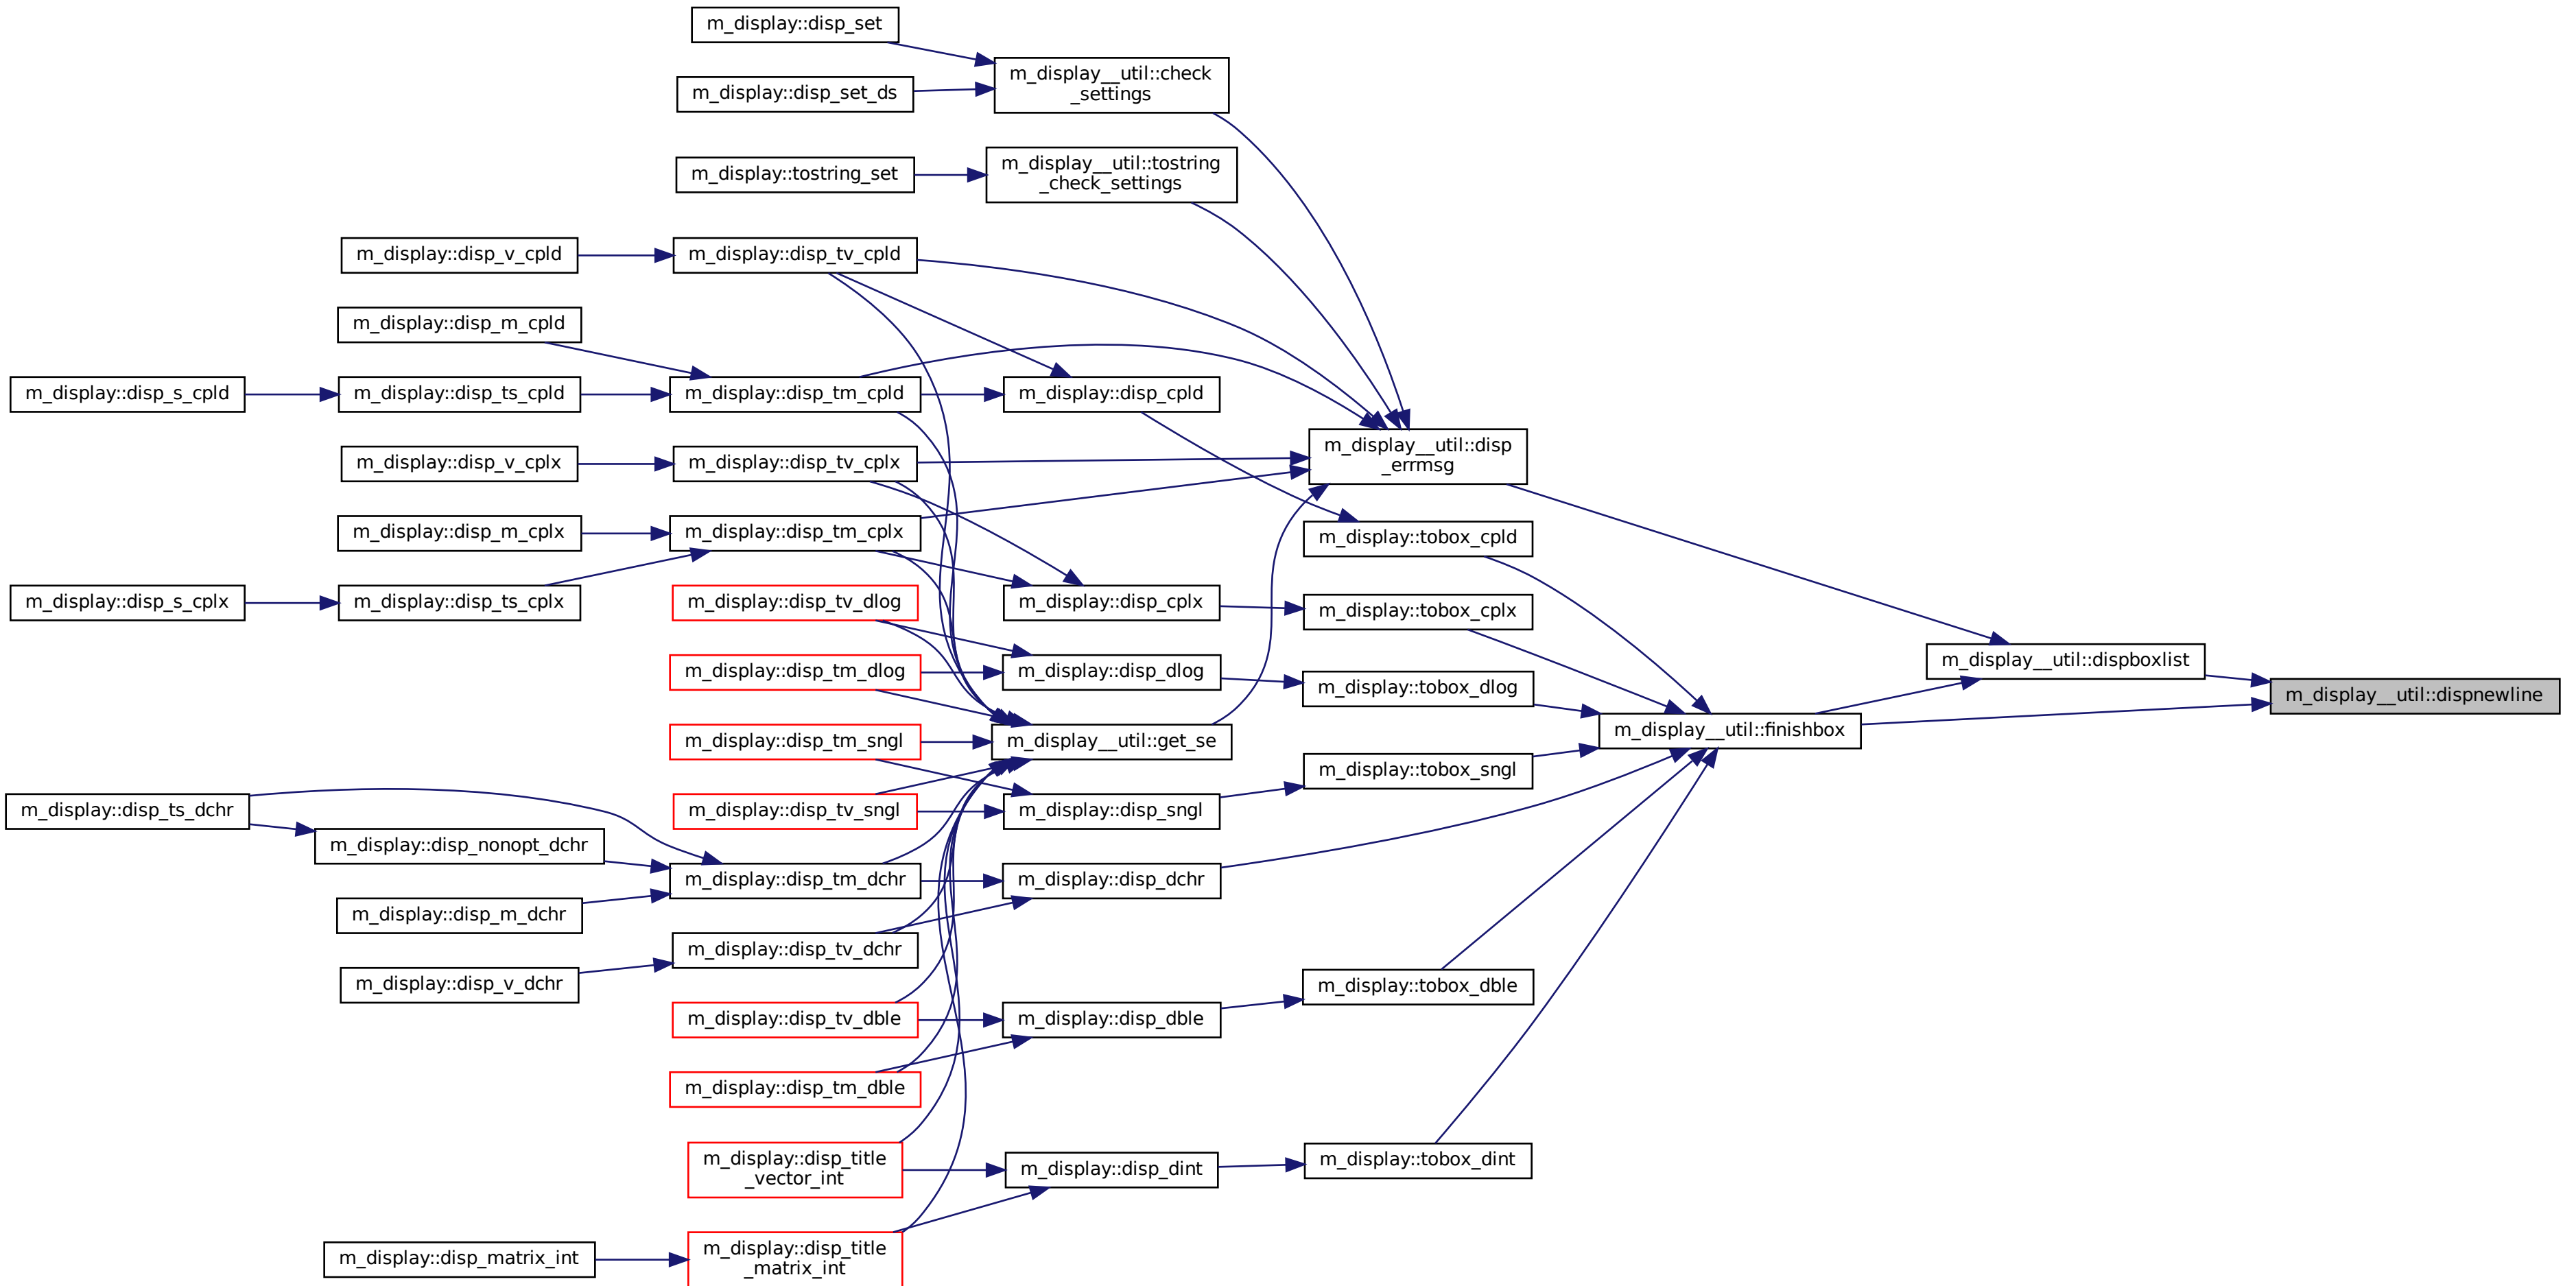 m_display::disp_set
m_display__util::check
_settings
m_display::disp_set_ds
m_display::tostring_set
m_display__util::tostring
_check_settings
m_display::disp_v_cpld
m_display::disp_tv_cpld
m_display::disp_m_cpld
m_display::disp_s_cpld
m_display::disp_ts_cpld
m_display::disp_tm_cpld
m_display::disp_cpld
m_display::disp_v_cplx
m_display::disp_tv_cplx
m_display__util::disp
_errmsg
m_display::disp_m_cplx
m_display::disp_tm_cplx
m_display::tobox_cpld
m_display::disp_s_cplx
m_display::disp_ts_cplx
m_display::disp_tv_dlog
m_display::disp_cplx
m_display::tobox_cplx
m_display::disp_tm_dlog
m_display::disp_dlog
m_display::tobox_dlog
m_display__util::dispboxlist
m_display__util::dispnewline
m_display::disp_tm_sngl
m_display__util::get_se
m_display::tobox_sngl
m_display__util::finishbox
m_display::disp_ts_dchr
m_display::disp_tv_sngl
m_display::disp_sngl
m_display::disp_nonopt_dchr
m_display::disp_tm_dchr
m_display::disp_dchr
m_display::disp_m_dchr
m_display::disp_tv_dchr
m_display::disp_v_dchr
m_display::tobox_dble
m_display::disp_tv_dble
m_display::disp_dble
m_display::disp_tm_dble
m_display::disp_title
_vector_int
m_display::disp_dint
m_display::tobox_dint
m_display::disp_matrix_int
m_display::disp_title
_matrix_int